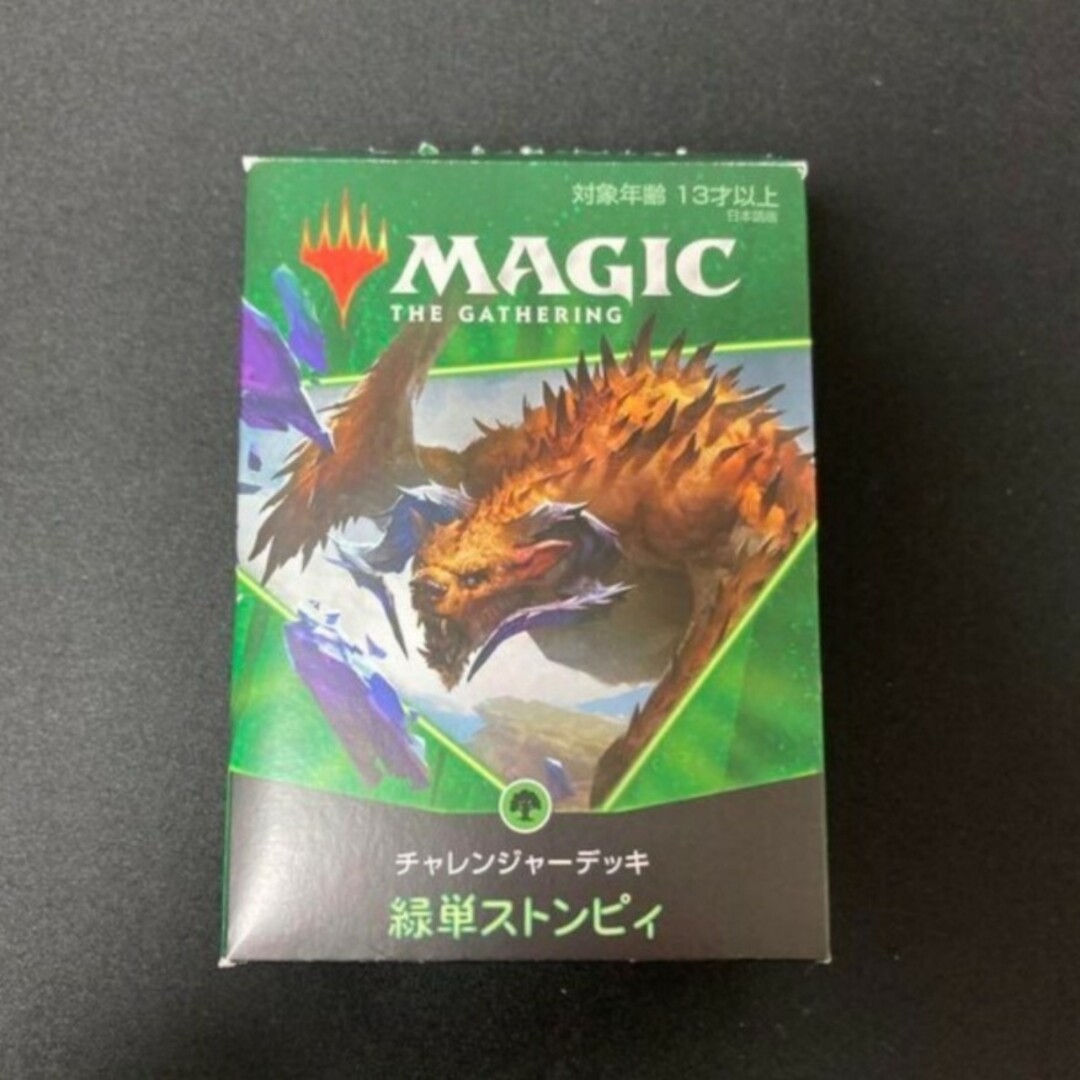 対象年齢 13才以上
日本語版
MAGIC
THE GATHERING
チャレンジャーデッキ
緑単ストンピィ